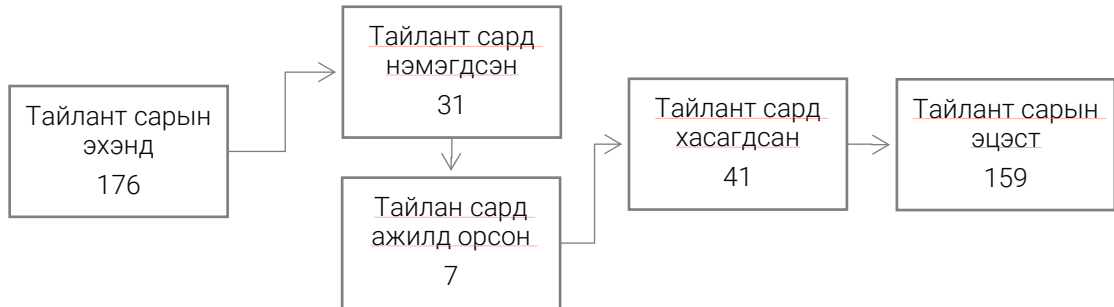 Тайлант сарын
эхэнд
176
Тайлант сард
нэмэгдсэн
31
Тайлан сард
ажилд орсон
7
Тайлант сард
хасагдсан
41
Тайлант сарын
эцэст
159